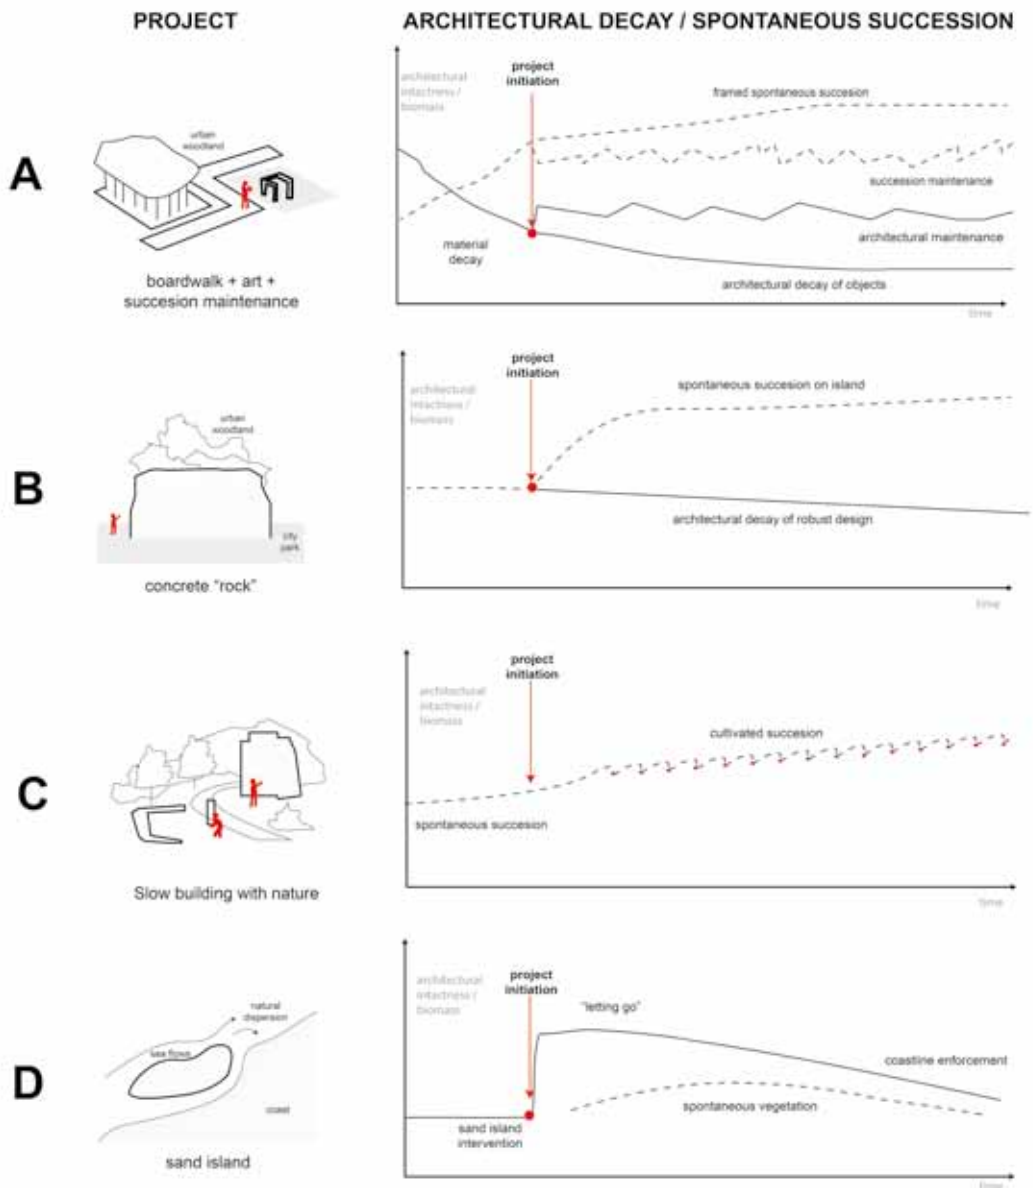 PROJECT
ARCHITECTURAL DECAY / SPONTANEOUS SUCCESSION
A
urban
woodland
boardwalk + art +
succesion maintenance
architectural
intactness /
biomass
project
initiation
framed spontaneous succesion
succession maintenance
material
decay
architectural maintenance
architectural decay of objects
time
B
urban
woodland
city
park
concrete "rock"
architectural
intactness /
biomass
project
initiation
spontaneous succesion on island
architectural decay of robust design
time
C
Slow building with nature
architectural
intactness /
biomass
project
initiation
cultivated succesion
spontaneous succesion
time
D
natural
dispersion
sea flows
coast
sand island
architectural
intactness /
biomass
project
initiation
"letting go"
coastline enforcement
spontaneous vegetation
sand island
intervention
time